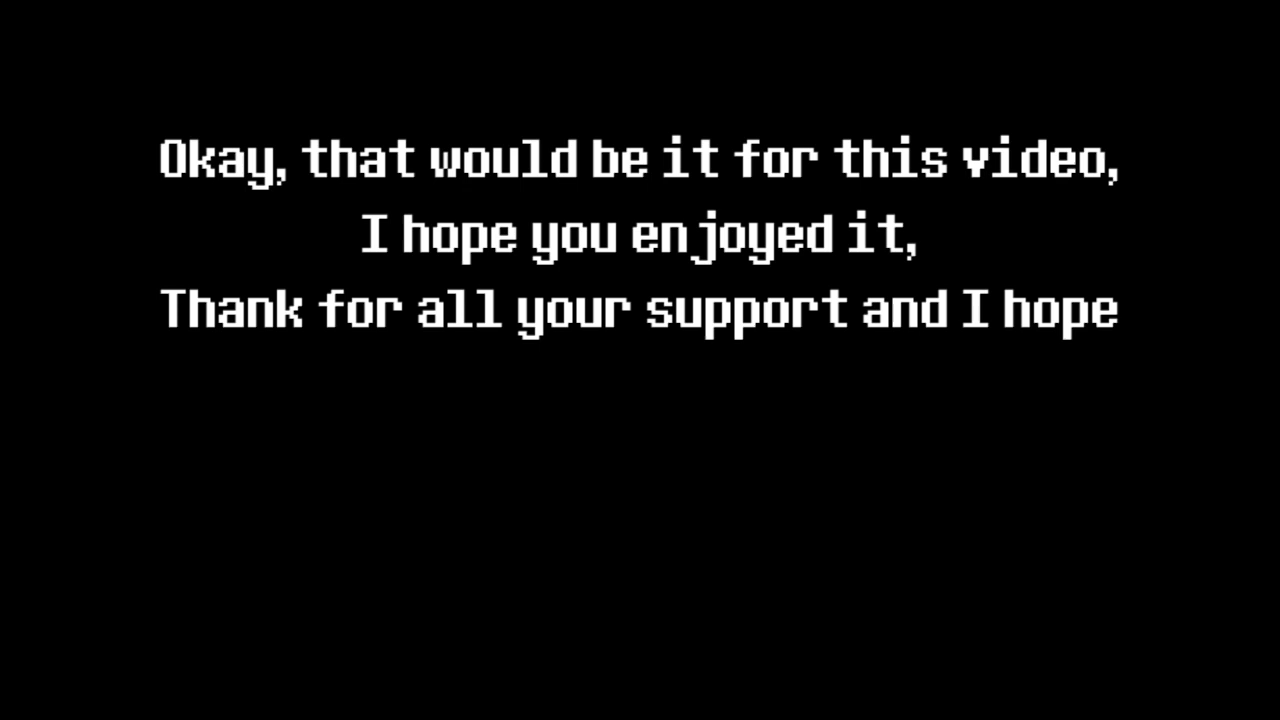 Okay, that would be it for this video,
I hope you enjoyed it,
Thank for all your support and I hope